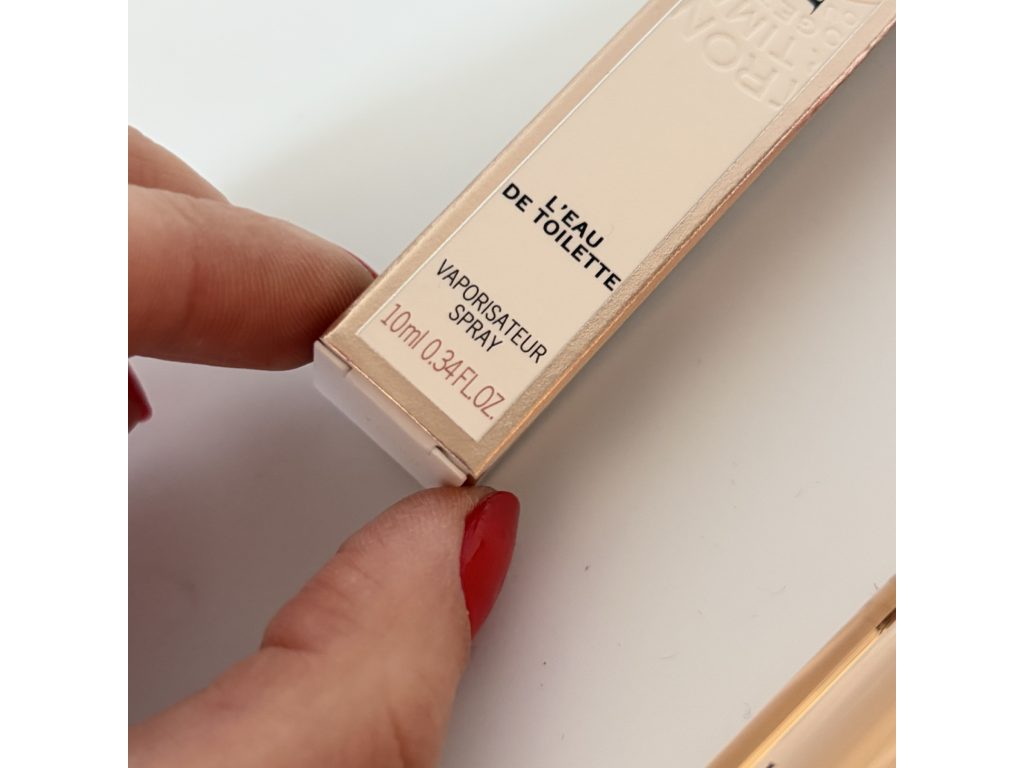 L'EAU
DE TOILETTE
VAPORISATEUR
SPRAY
10ml 0.34FL.OZ.